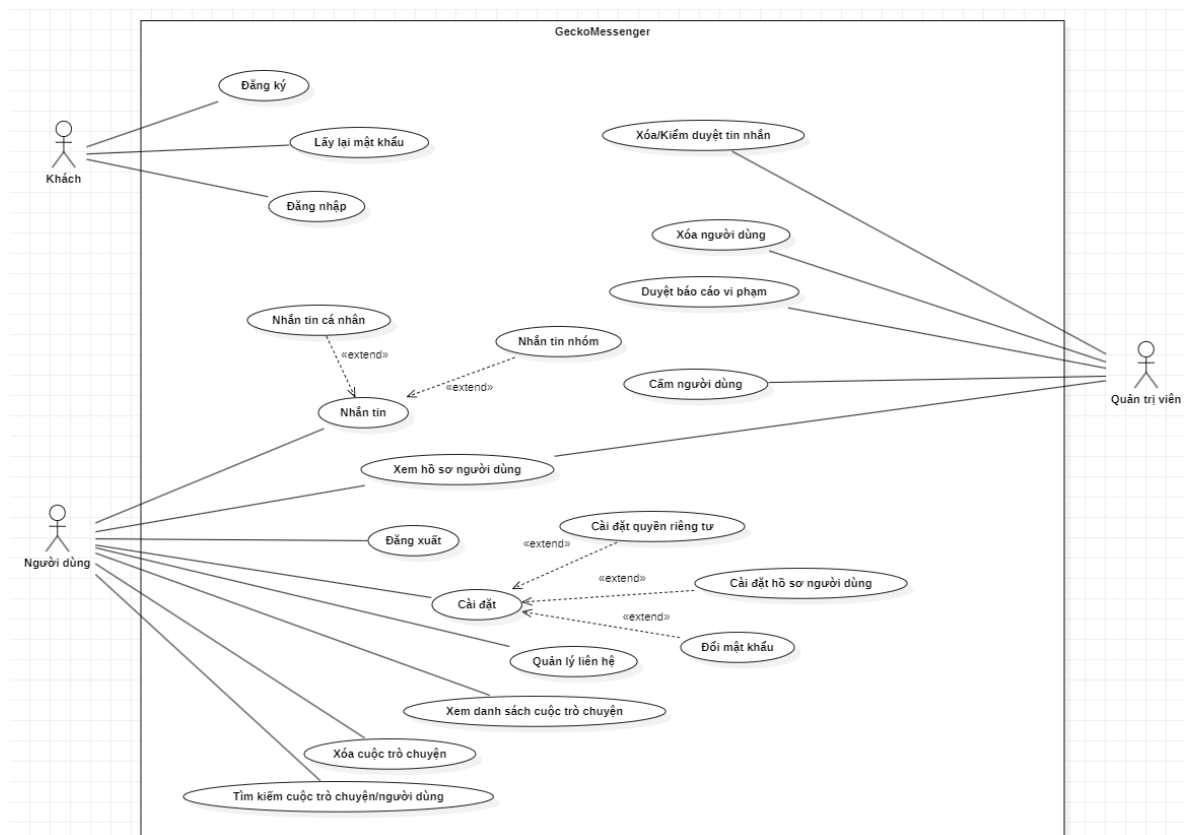 GeckoMessenger
Đăng ký
Lấy lại mật khẩu
Đăng nhập
Khách
Xóa/Kiểm duyệt tin nhắn
Xóa người dùng
Duyệt báo cáo vi phạm
Cấm người dùng
Quản trị viên
Nhắn tin cá nhân
Nhắn tin nhóm
«extend»
«extend»
Nhắn tin
Xem hồ sơ người dùng
Người dùng
Đăng xuất
Cài đặt quyền riêng tư
«extend»
Cài đặt hồ sơ người dùng
«extend»
Cài đặt
«extend»
Đổi mật khẩu
Quản lý liên hệ
Xem danh sách cuộc trò chuyện
Xóa cuộc trò chuyện
Tìm kiếm cuộc trò chuyện/người dùng